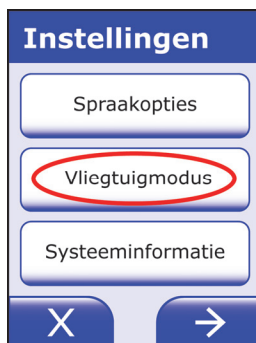 Instellingen
Spraakopties
Vliegtuigmodus
Systeeminformatie
X →